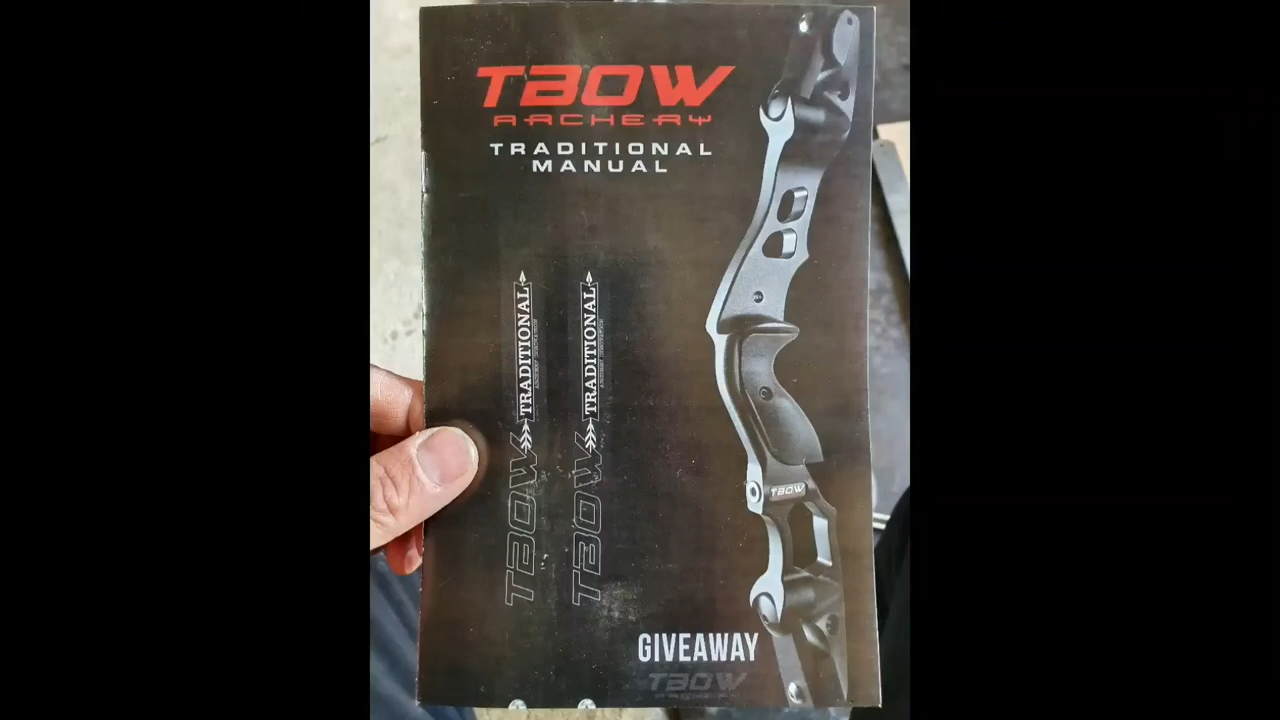 TBOW
ARCHERY
TRADITIONAL
MANUAL
TBOW TRADITIONAL
TBOW TRADITIONAL
TBOW
GIVEAWAY
TBOW